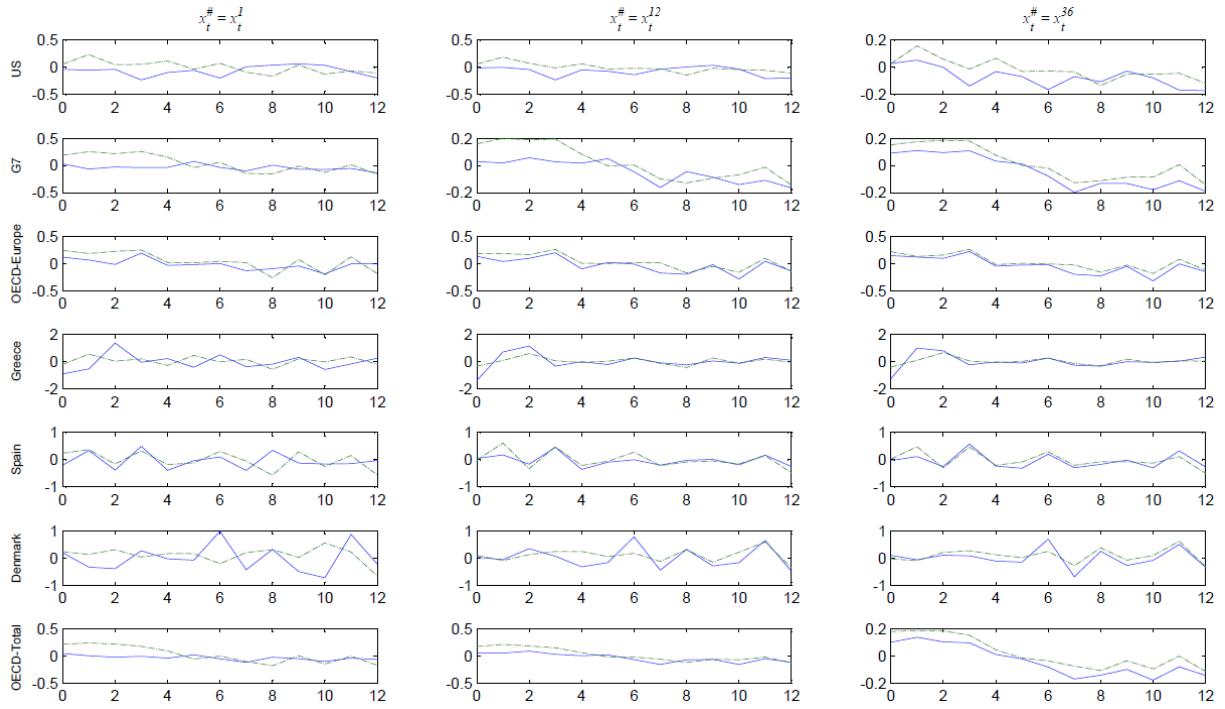 x_t^# = x_t^1 x_t^# = x_t^12 x_t^# = x_t^36
US
0.5 0.5 0.2
0 0 0
-0.5 -0.5 -0.2
0 2 4 6 8 10 12 0 2 4 6 8 10 12 0 2 4 6 8 10 12
G7
0.5 0.2 0.2
0 0 0
-0.5 -0.2 -0.2
0 2 4 6 8 10 12 0 2 4 6 8 10 12 0 2 4 6 8 10 12
OECD-Europe
0.5 0.5 0.5
0 0 0
-0.5 -0.5 -0.5
0 2 4 6 8 10 12 0 2 4 6 8 10 12 0 2 4 6 8 10 12
Greece
2 2 2
0 0 0
-2 -2 -2
0 2 4 6 8 10 12 0 2 4 6 8 10 12 0 2 4 6 8 10 12
Spain
1 1 1
0 0 0
-1 -1 -1
0 2 4 6 8 10 12 0 2 4 6 8 10 12 0 2 4 6 8 10 12
Denmark
1 1 1
0 0 0
-1 -1 -1
0 2 4 6 8 10 12 0 2 4 6 8 10 12 0 2 4 6 8 10 12
OECD-Total
0.5 0.5 0.2
0 0 0
-0.5 -0.5 -0.2
0 2 4 6 8 10 12 0 2 4 6 8 10 12 0 2 4 6 8 10 12